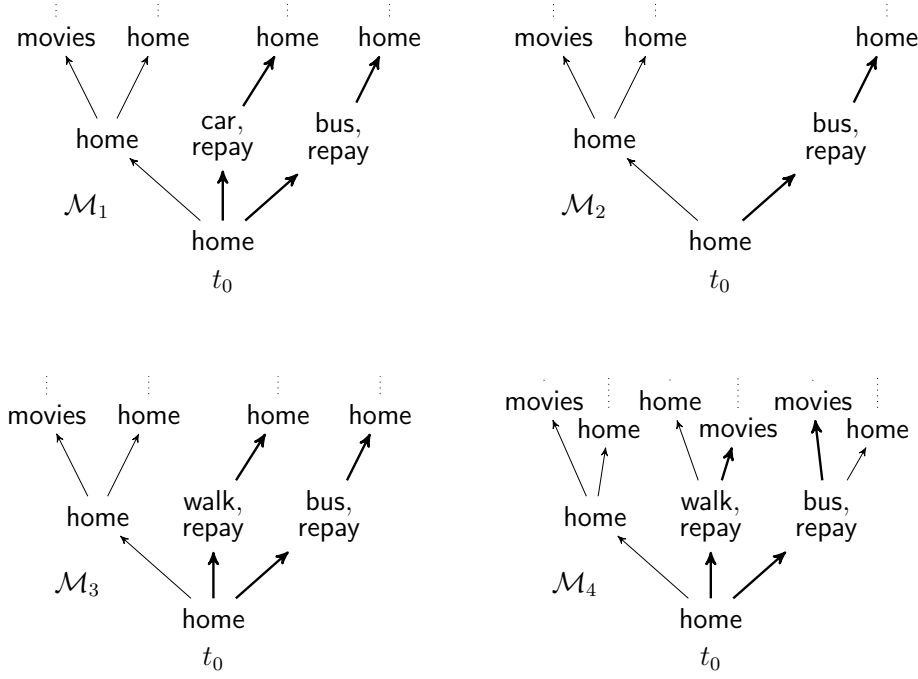 movies home home home
home
car,
repay
bus,
repay
ℳ₁
home
t₀
movies home home
home
bus,
repay
ℳ₂
home
t₀
movies home home home
home
walk,
repay
bus,
repay
ℳ₃
home
t₀
movies home movies
home movies home
home
walk,
repay
bus,
repay
ℳ₄
home
t₀